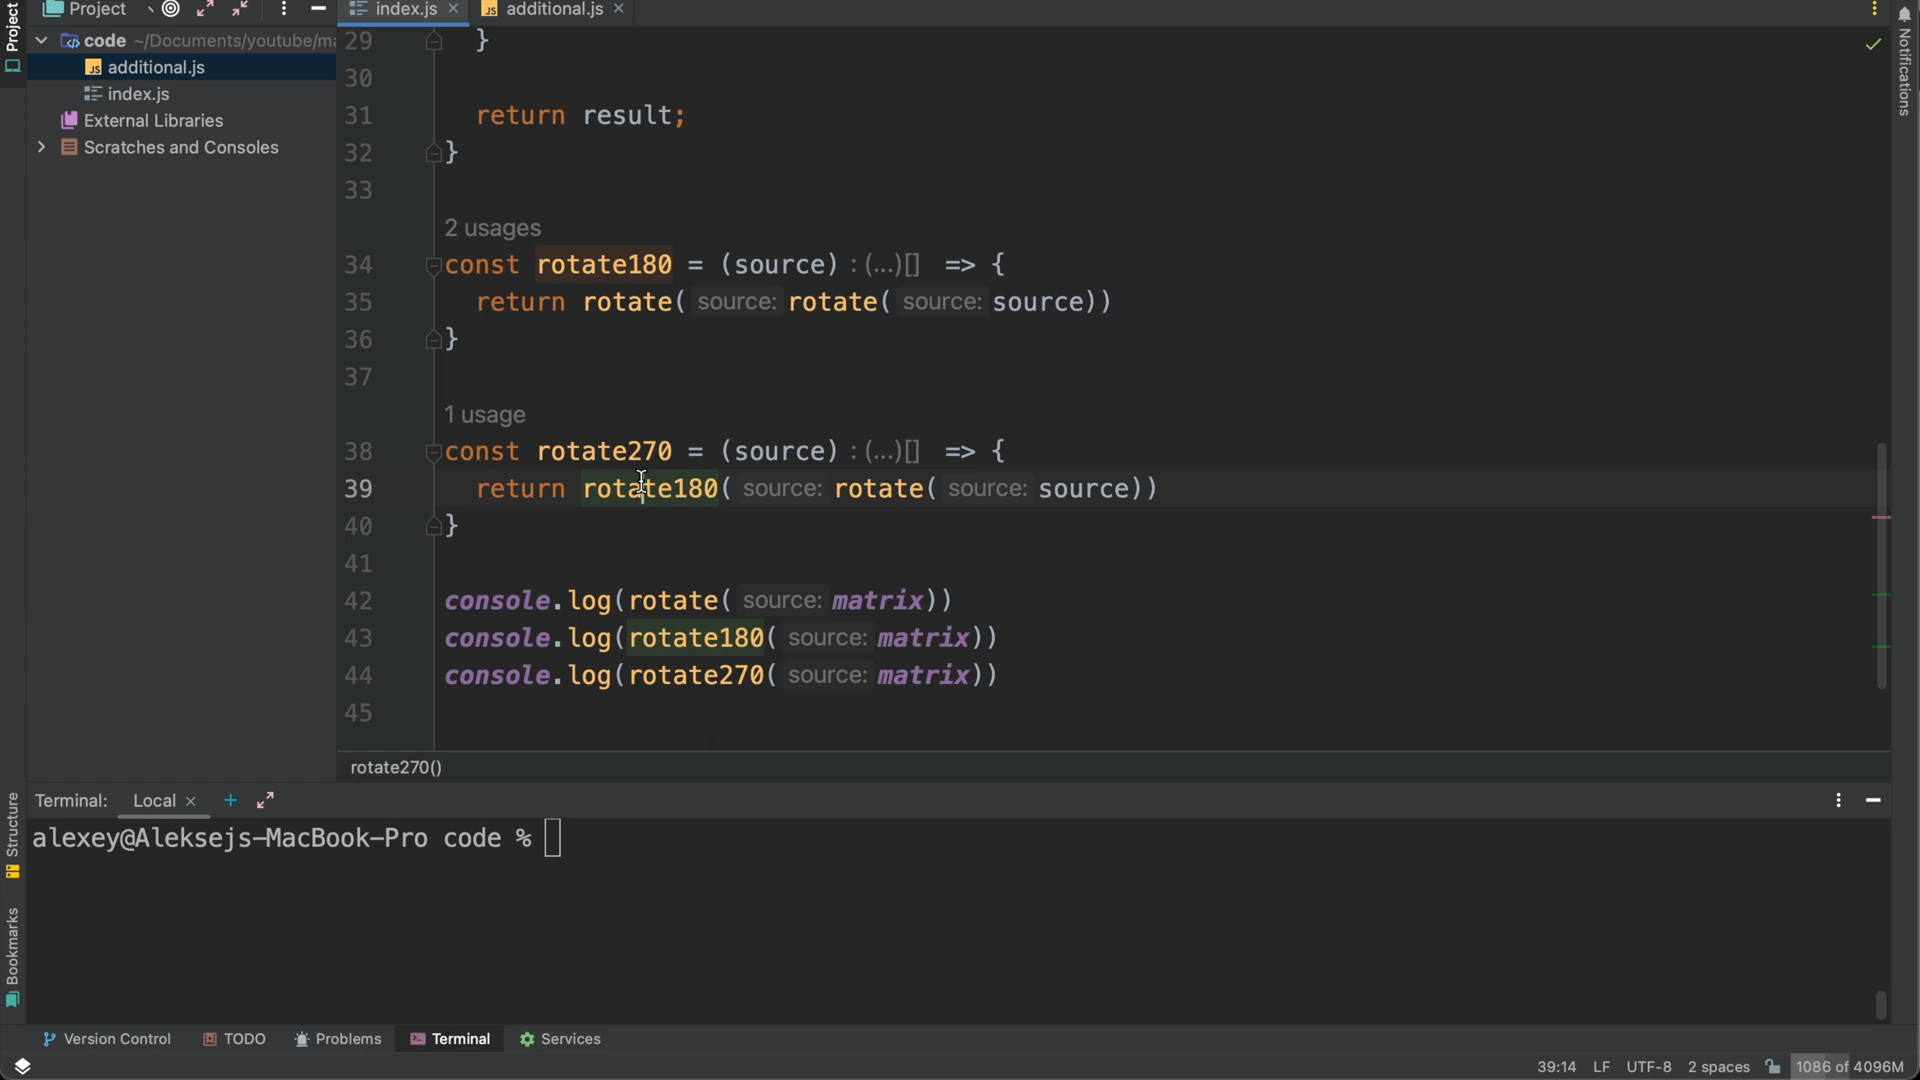 Project
index.js
additional.js
code ~/Documents/youtube/ma
additional.js
index.js
External Libraries
Scratches and Consoles
Project
Structure
Bookmarks
29 }
30
31 return result;
32 }
33
2 usages
34 const rotate180 = (source) : (...)[] => {
35 return rotate( source: rotate( source: source))
36 }
37
1 usage
38 const rotate270 = (source) : (...)[] => {
39 return rotate180( source: rotate( source: source))
40 }
41
42 console.log(rotate( source: matrix))
43 console.log(rotate180( source: matrix))
44 console.log(rotate270( source: matrix))
45
rotate270()
Notifications
Terminal: Local
alexey@Aleksejs-MacBook-Pro code %
Version Control TODO Problems Terminal Services
39:14 LF UTF-8 2 spaces 1086 of 4096M